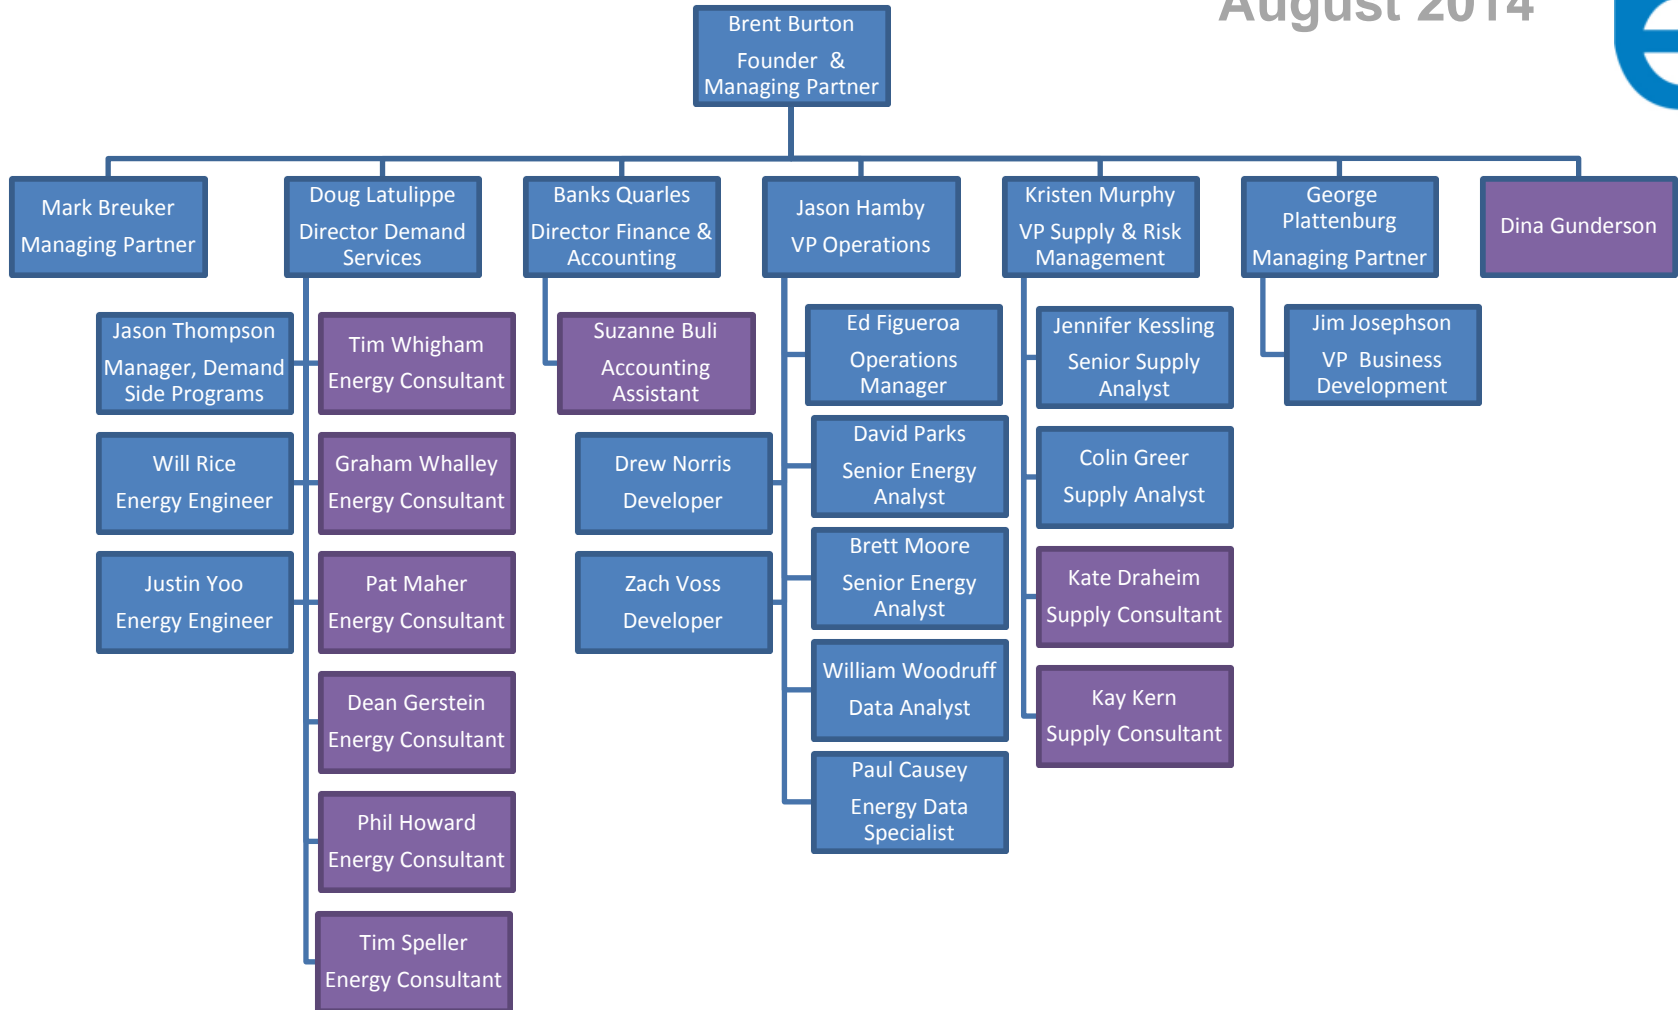 August 2014
Brent Burton
Founder &
Managing Partner
Mark Breuker
Managing Partner
Doug Latulippe
Director Demand
Services
Banks Quarles
Director Finance &
Accounting
Jason Hamby
VP Operations
Kristen Murphy
VP Supply & Risk
Management
George
Plattenburg
Managing Partner
Dina Gunderson
Jason Thompson
Manager, Demand
Side Programs
Will Rice
Energy Engineer
Justin Yoo
Energy Engineer
Tim Whigham
Energy Consultant
Graham Whalley
Energy Consultant
Pat Maher
Energy Consultant
Dean Gerstein
Energy Consultant
Phil Howard
Energy Consultant
Tim Speller
Energy Consultant
Suzanne Buli
Accounting
Assistant
Drew Norris
Developer
Zach Voss
Developer
Ed Figueroa
Operations
Manager
David Parks
Senior Energy
Analyst
Brett Moore
Senior Energy
Analyst
William Woodruff
Data Analyst
Paul Causey
Energy Data
Specialist
Jennifer Kessling
Senior Supply
Analyst
Colin Greer
Supply Analyst
Kate Draheim
Supply Consultant
Kay Kern
Supply Consultant
Jim Josephson
VP Business
Development